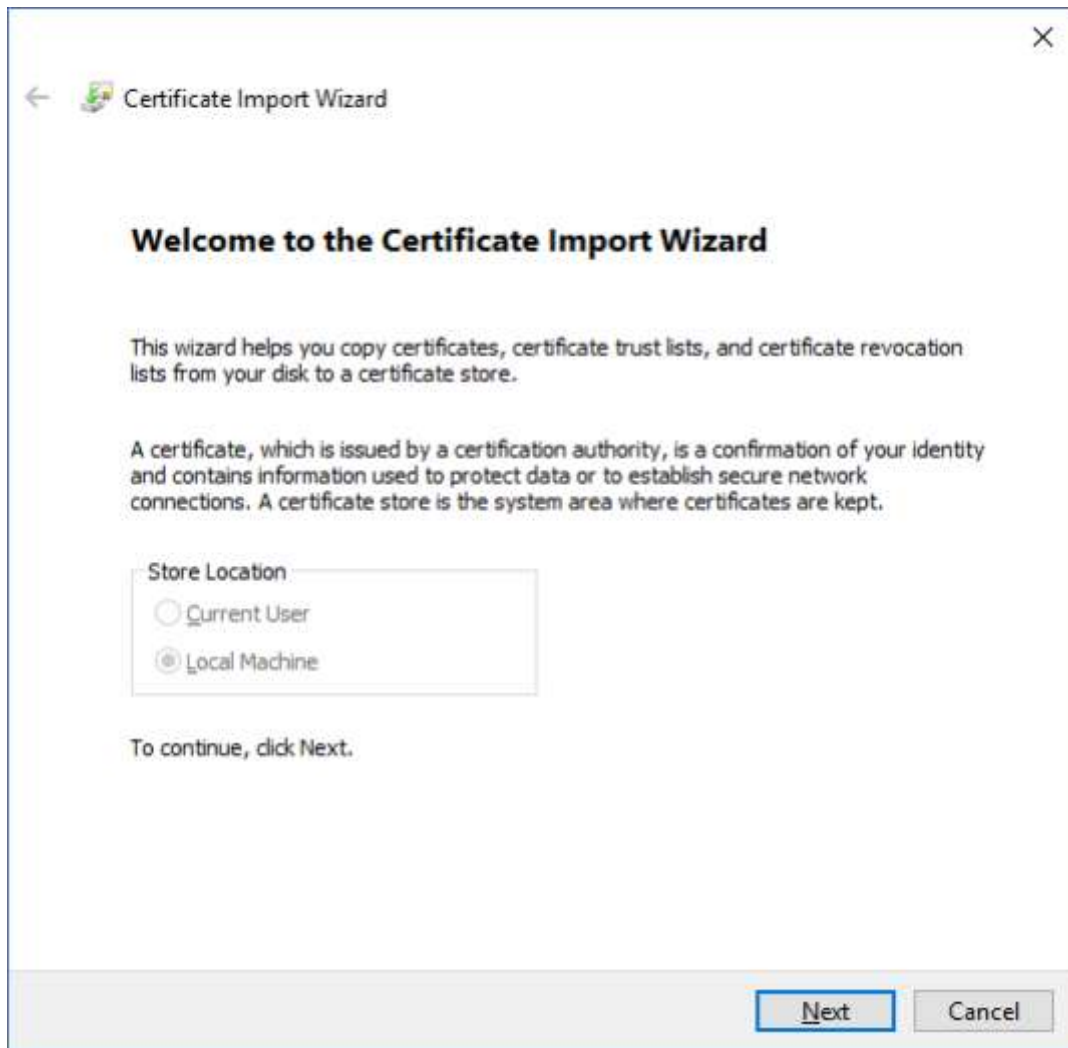 Certificate Import Wizard
Welcome to the Certificate Import Wizard
This wizard helps you copy certificates, certificate trust lists, and certificate revocation
lists from your disk to a certificate store.
A certificate, which is issued by a certification authority, is a confirmation of your identity
and contains information used to protect data or to establish secure network
connections. A certificate store is the system area where certificates are kept.
Store Location
Current User
Local Machine
To continue, click Next.
Next
Cancel